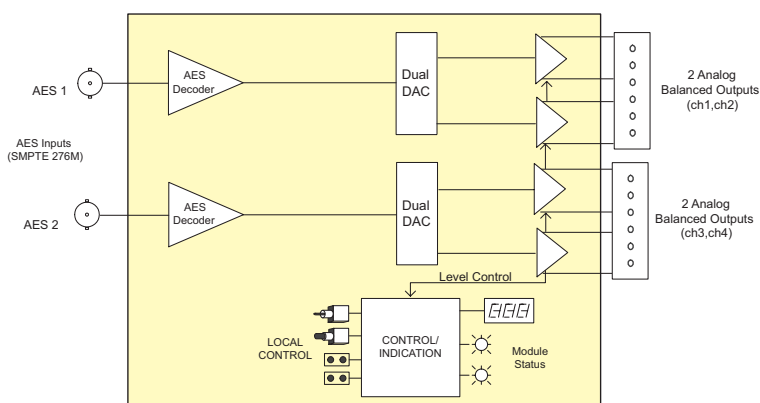 AES 1
AES
Decoder
Dual
DAC
2 Analog
Balanced Outputs
(ch1,ch2)
AES Inputs
(SMPTE 276M)
AES 2
AES
Decoder
Dual
DAC
2 Analog
Balanced Outputs
(ch3,ch4)
Level Control
LOCAL
CONTROL
CONTROL/
INDICATION
Module
Status